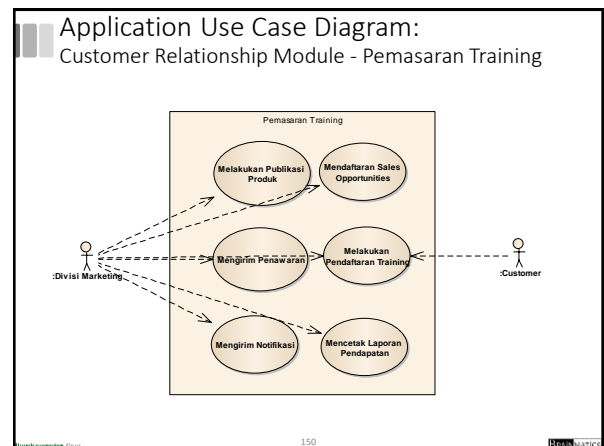 Application Use Case Diagram:
Customer Relationship Module - Pemasaran Training
Pemasaran Training
Melakukan Publikasi
Produk
Mendaftaran Sales
Opportunities
:Divisi Marketing
Mengirim Penawaran
Melakukan
Pendaftaran Training
:Customer
Mengirim Notifikasi
Mencetak Laporan
Pendapatan
150
BRAINMATICS